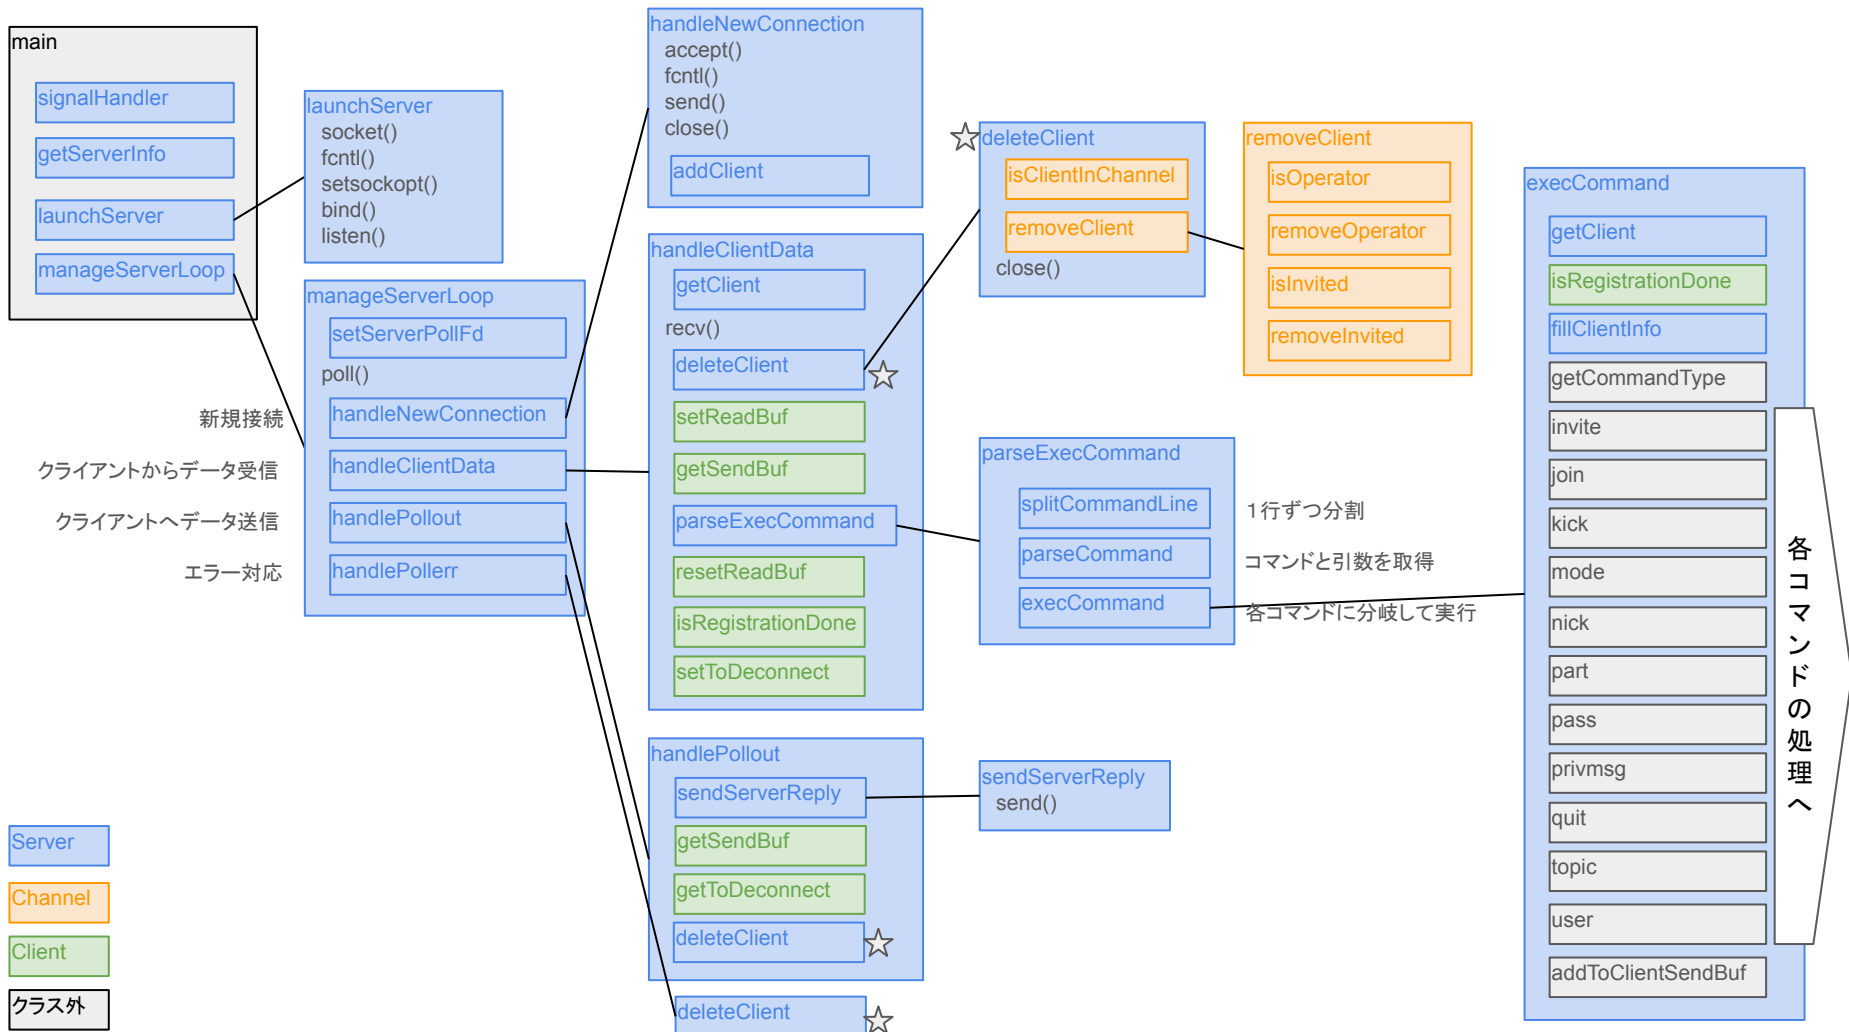 main
signalHandler
getServerInfo
launchServer
manageServerLoop
launchServer
socket()
fcntl()
setsockopt()
bind()
listen()
manageServerLoop
setServerPollFd
poll()
handleNewConnection
handleClientData
handlePollout
handlePollerr
新規接続
クライアントからデータ受信
クライアントへデータ送信
エラー対応
handleNewConnection
accept()
fcntl()
send()
close()
addClient
handleClientData
getClient
recv()
deleteClient
setReadBuf
getSendBuf
parseExecCommand
resetReadBuf
isRegistrationDone
setToDeconnect
handlePollout
sendServerReply
getSendBuf
getToDeconnect
deleteClient
deleteClient
deleteClient
isClientInChannel
removeClient
close()
removeClient
isOperator
removeOperator
isInvited
removeInvited
parseExecCommand
splitCommandLine
parseCommand
execCommand
1行ずつ分割
コマンドと引数を取得
各コマンドに分岐して実行
sendServerReply
send()
execCommand
getClient
isRegistrationDone
fillClientInfo
getCommandType
invite
join
kick
mode
nick
part
pass
privmsg
quit
topic
user
addToClientSendBuf
各コマンドの処理へ
Server
Channel
Client
クラス外